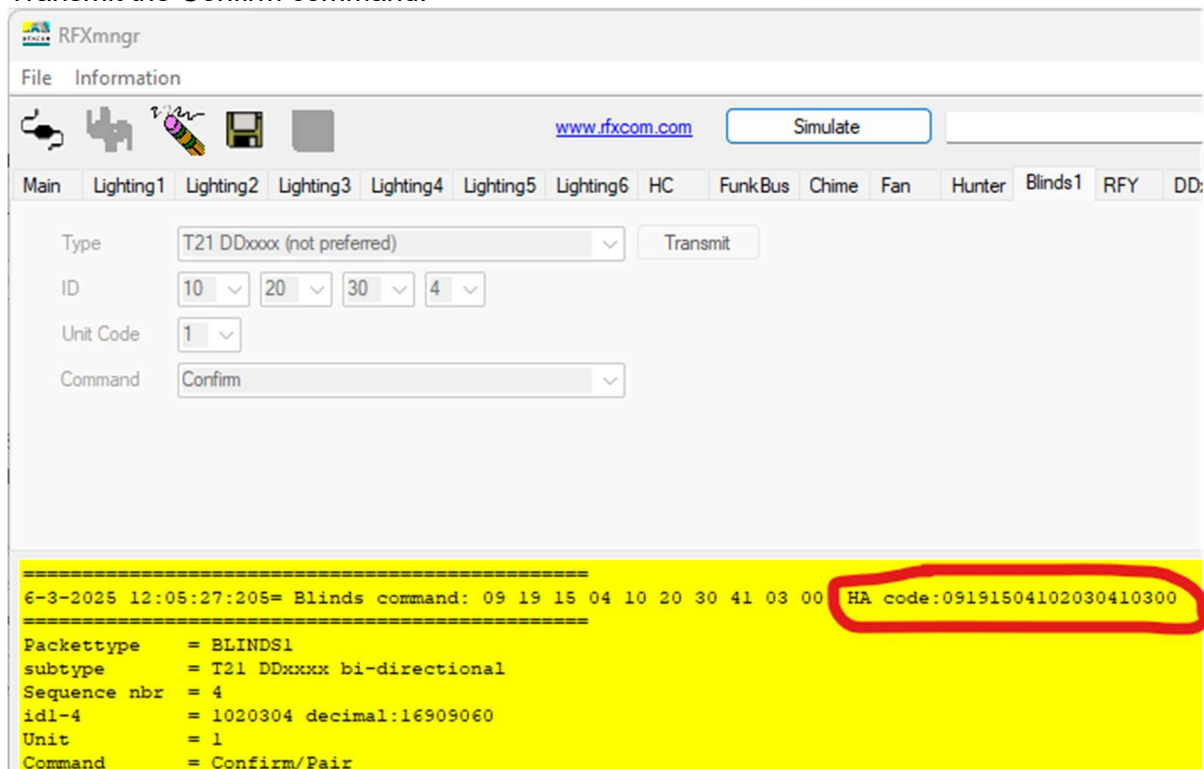 RFXmngr
File Information
www.rfxcom.com Simulate
Main Lighting1 Lighting2 Lighting3 Lighting4 Lighting5 Lighting6 HC FunkBus Chime Fan Hunter Blinds1 RFY
Type T21 DDxxxx (not preferred) Transmit
ID 10 20 30 4
Unit Code 1
Command Confirm
==================================================
6-3-2025 12:05:27:205= Blinds command: 09 19 15 04 10 20 30 41 03 00 HA code:09191504102030410300
==================================================
Packettype = BLINDS1
subtype = T21 DDxxxx bi-directional
Sequence nbr = 4
id1-4 = 1020304 decimal:16909060
Unit = 1
Command = Confirm/Pair